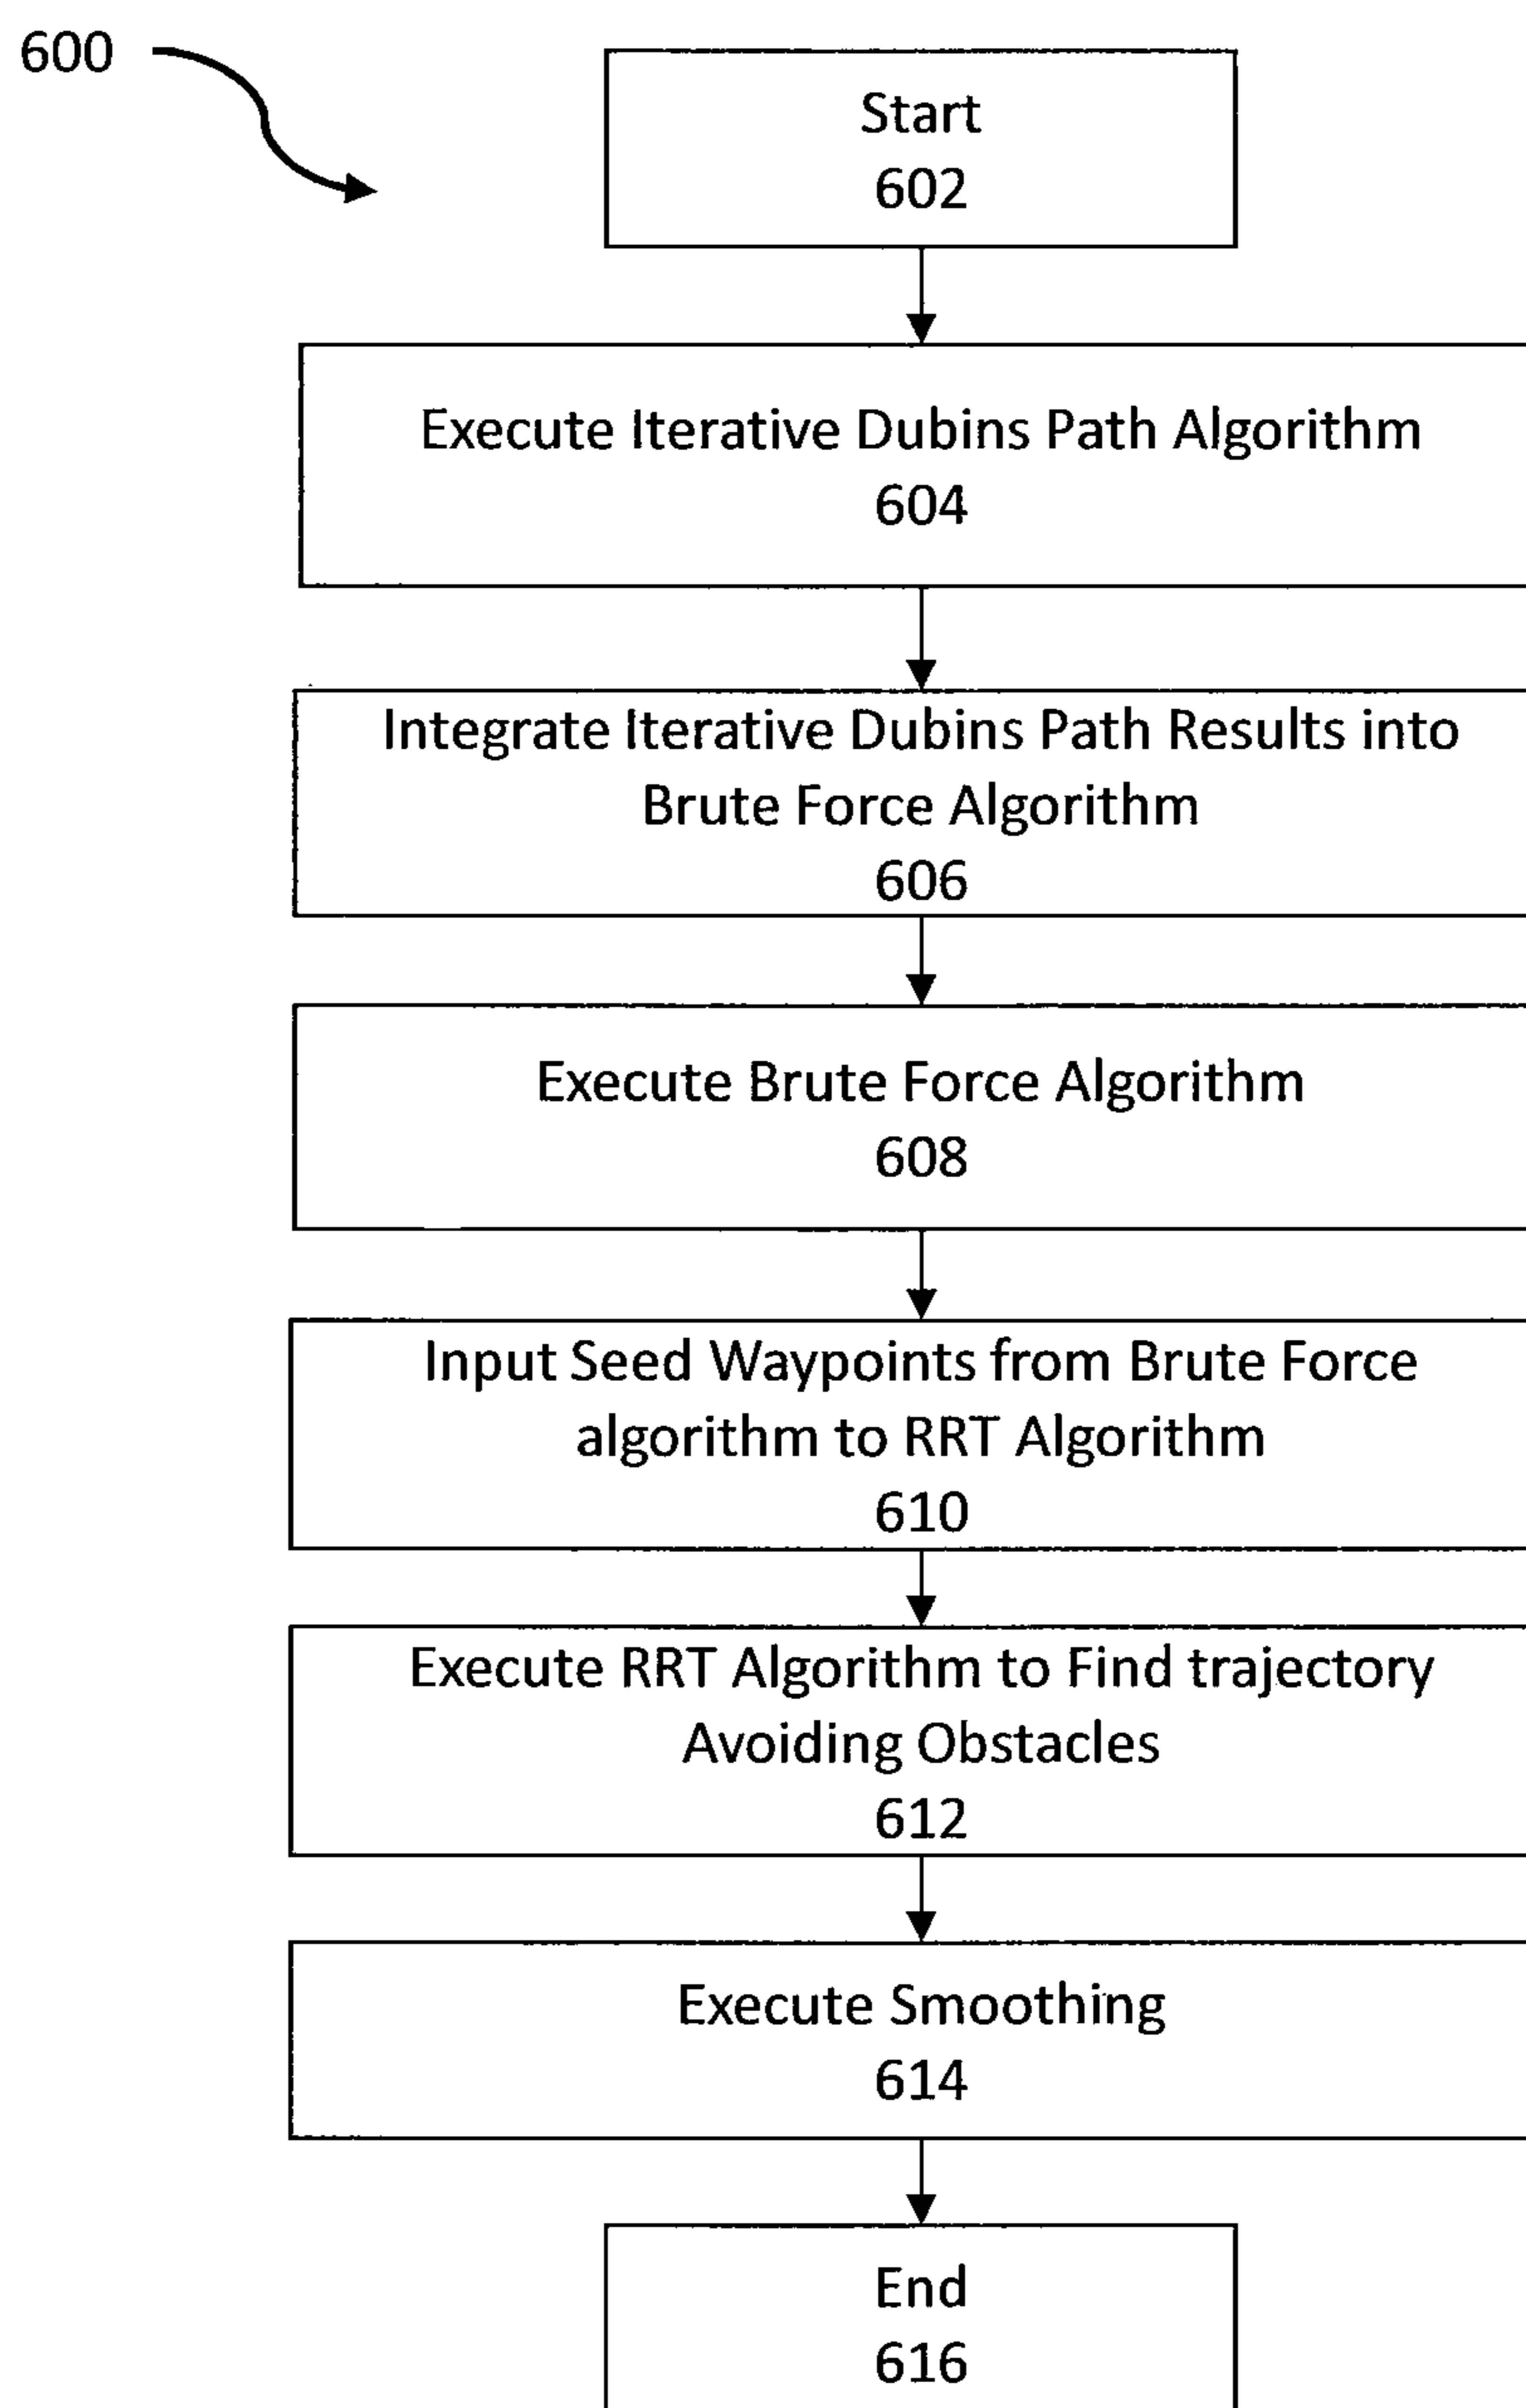 600
Start
602
Execute Iterative Dubins Path Algorithm
604
Integrate Iterative Dubins Path Results into
Brute Force Algorithm
606
Execute Brute Force Algorithm
608
Input Seed Waypoints from Brute Force
algorithm to RRT Algorithm
610
Execute RRT Algorithm to Find trajectory
Avoiding Obstacles
612
Execute Smoothing
614
End
616